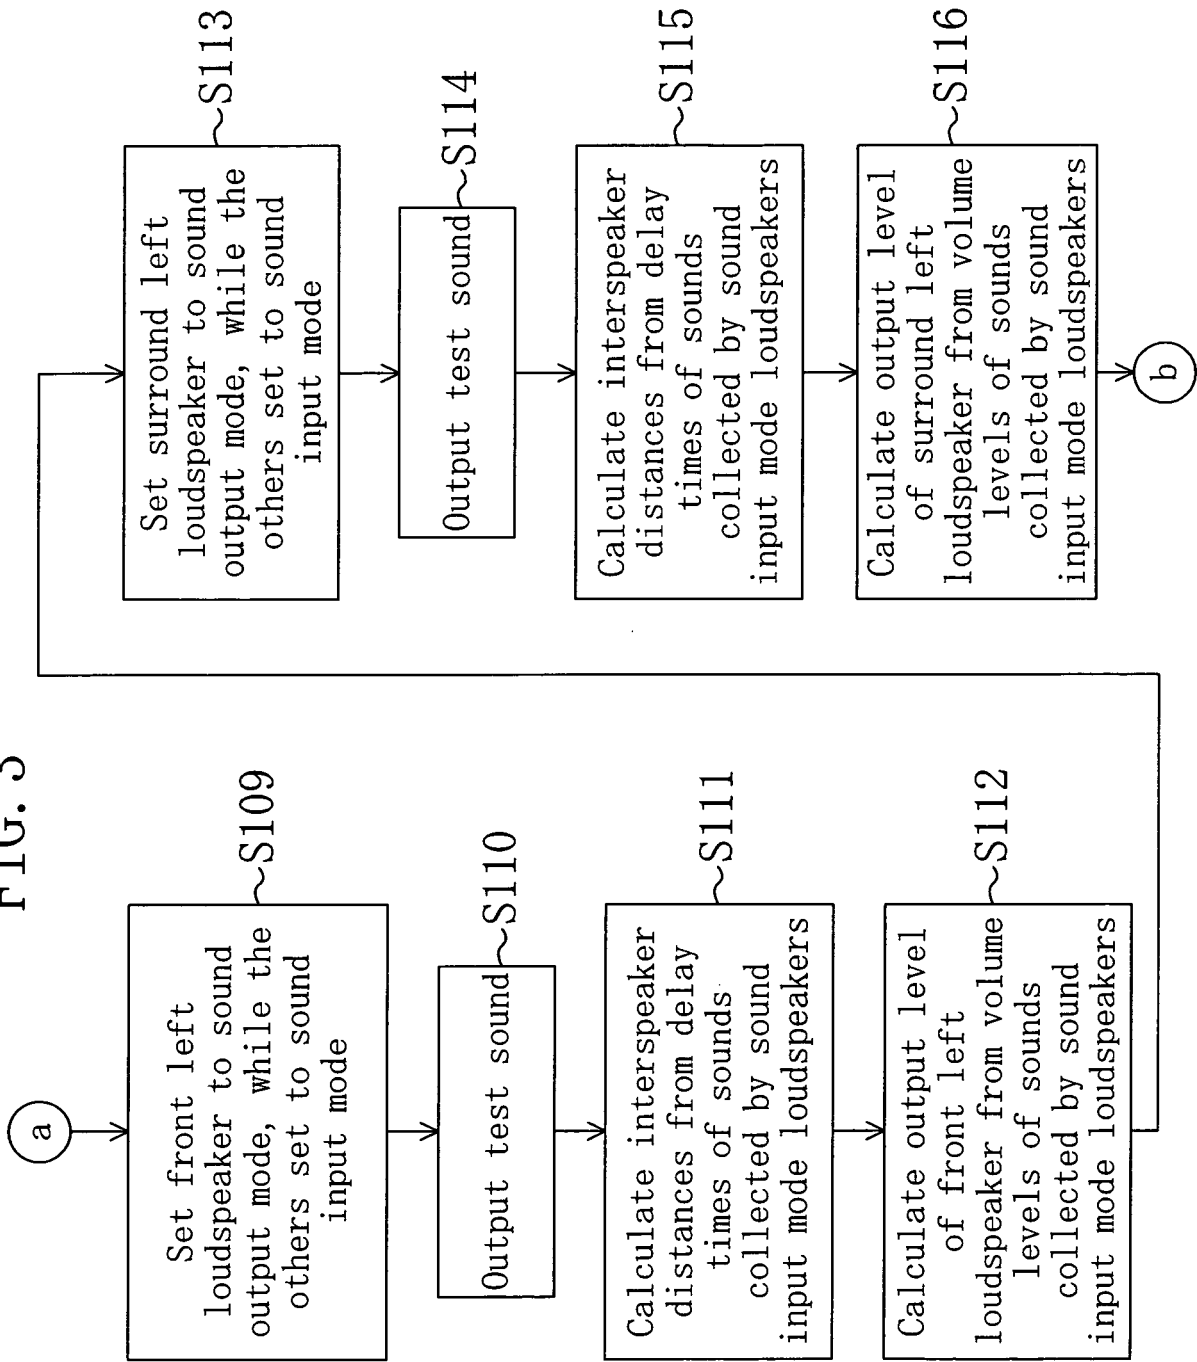 FIG. 3
a
Set front left
loudspeaker to sound
output mode, while the
others set to sound
input mode
S109
Output test sound
S110
Calculate interspeaker
distances from delay
times of sounds
collected by sound
input mode loudspeakers
S111
Calculate output level
of front left
loudspeaker from volume
levels of sounds
collected by sound
input mode loudspeakers
S112
Set surround left
loudspeaker to sound
output mode, while the
others set to sound
input mode
S113
Output test sound
S114
Calculate interspeaker
distances from delay
times of sounds
collected by sound
input mode loudspeakers
S115
Calculate output level
of surround left
loudspeaker from volume
levels of sounds
collected by sound
input mode loudspeakers
S116
b